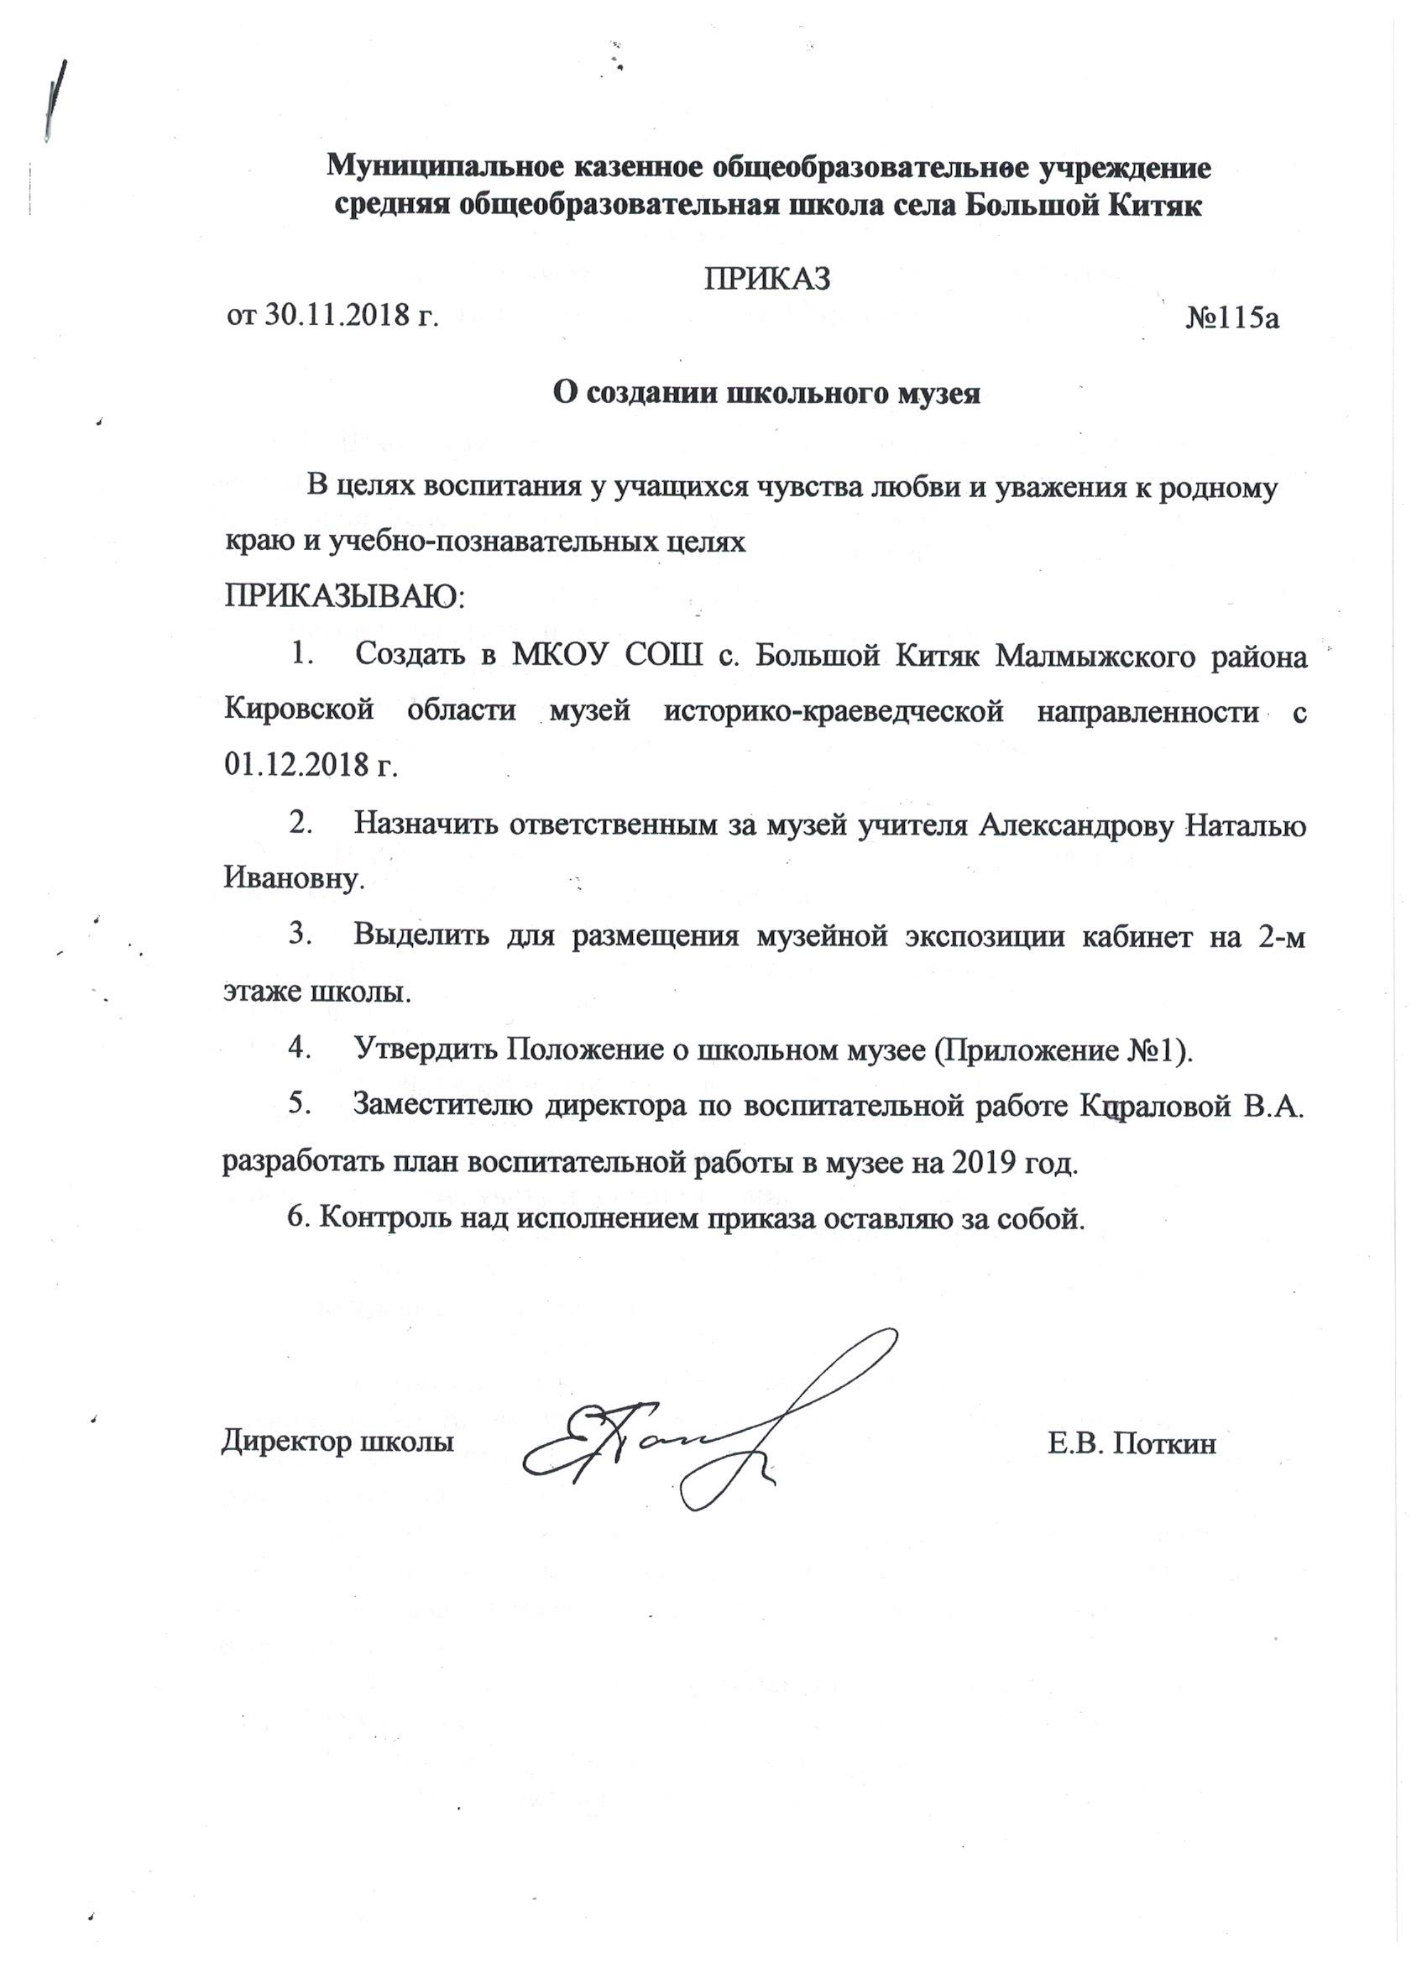 Муниципальное казенное общеобразовательное учреждение
средняя общеобразовательная школа села Большой Китяк
ПРИКАЗ
от 30.11.2018 г. №115а
О создании школьного музея
В целях воспитания у учащихся чувства любви и уважения к родному
краю и учебно-познавательных целях
ПРИКАЗЫВАЮ:
1. Создать в МКОУ СОШ с. Большой Китяк Малмыжского района
Кировской области музей историко-краеведческой направленности с
01.12.2018 г.
2. Назначить ответственным за музей учителя Александрову Наталью
Ивановну.
3. Выделить для размещения музейной экспозиции кабинет на 2-м
этаже школы.
4. Утвердить Положение о школьном музее (Приложение №1).
5. Заместителю директора по воспитательной работе В.А.
разработать план воспитательной работы в музее на 2019 год.
6. Контроль над исполнением приказа оставляю за собой.
Директор школы Е.В. Поткин